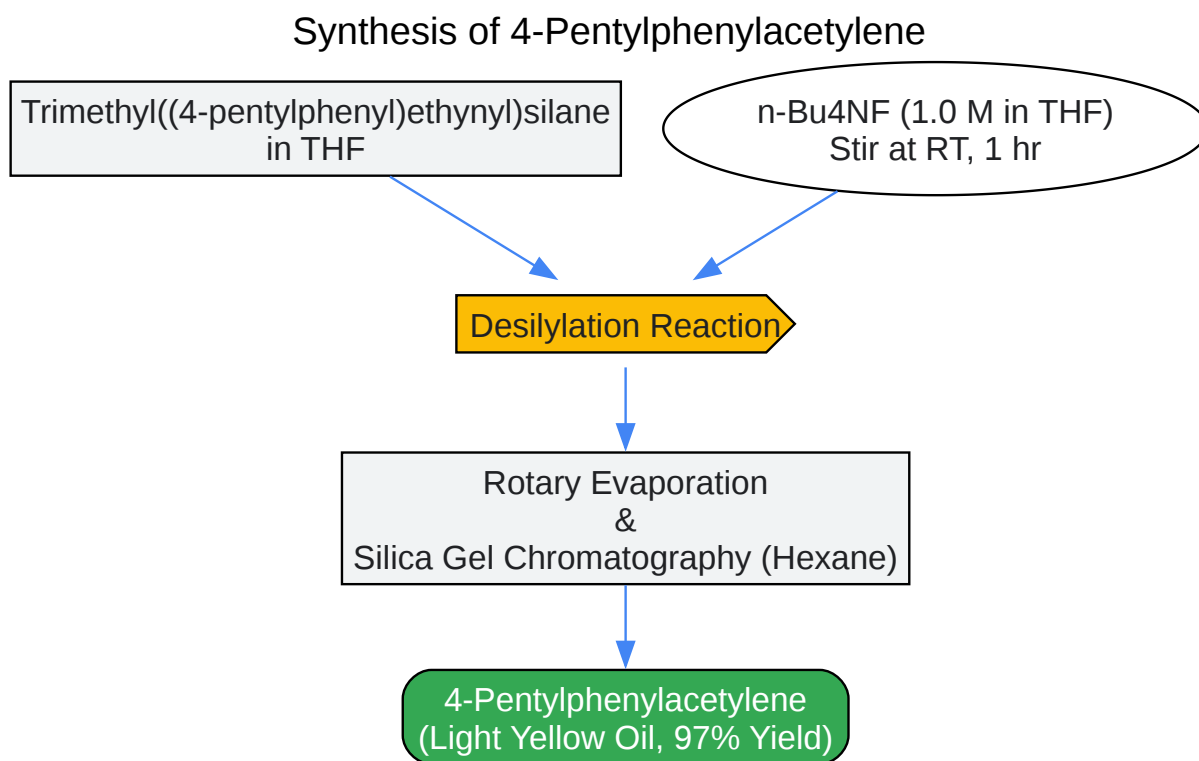 Synthesis of 4-Pentylphenylacetylene
Trimethyl((4-pentylphenyl)ethynyl)silane
in THF
n-Bu4NF (1.0 M in THF)
Stir at RT, 1 hr
Desilylation Reaction
Rotary Evaporation
&
Silica Gel Chromatography (Hexane)
4-Pentylphenylacetylene
(Light Yellow Oil, 97% Yield)